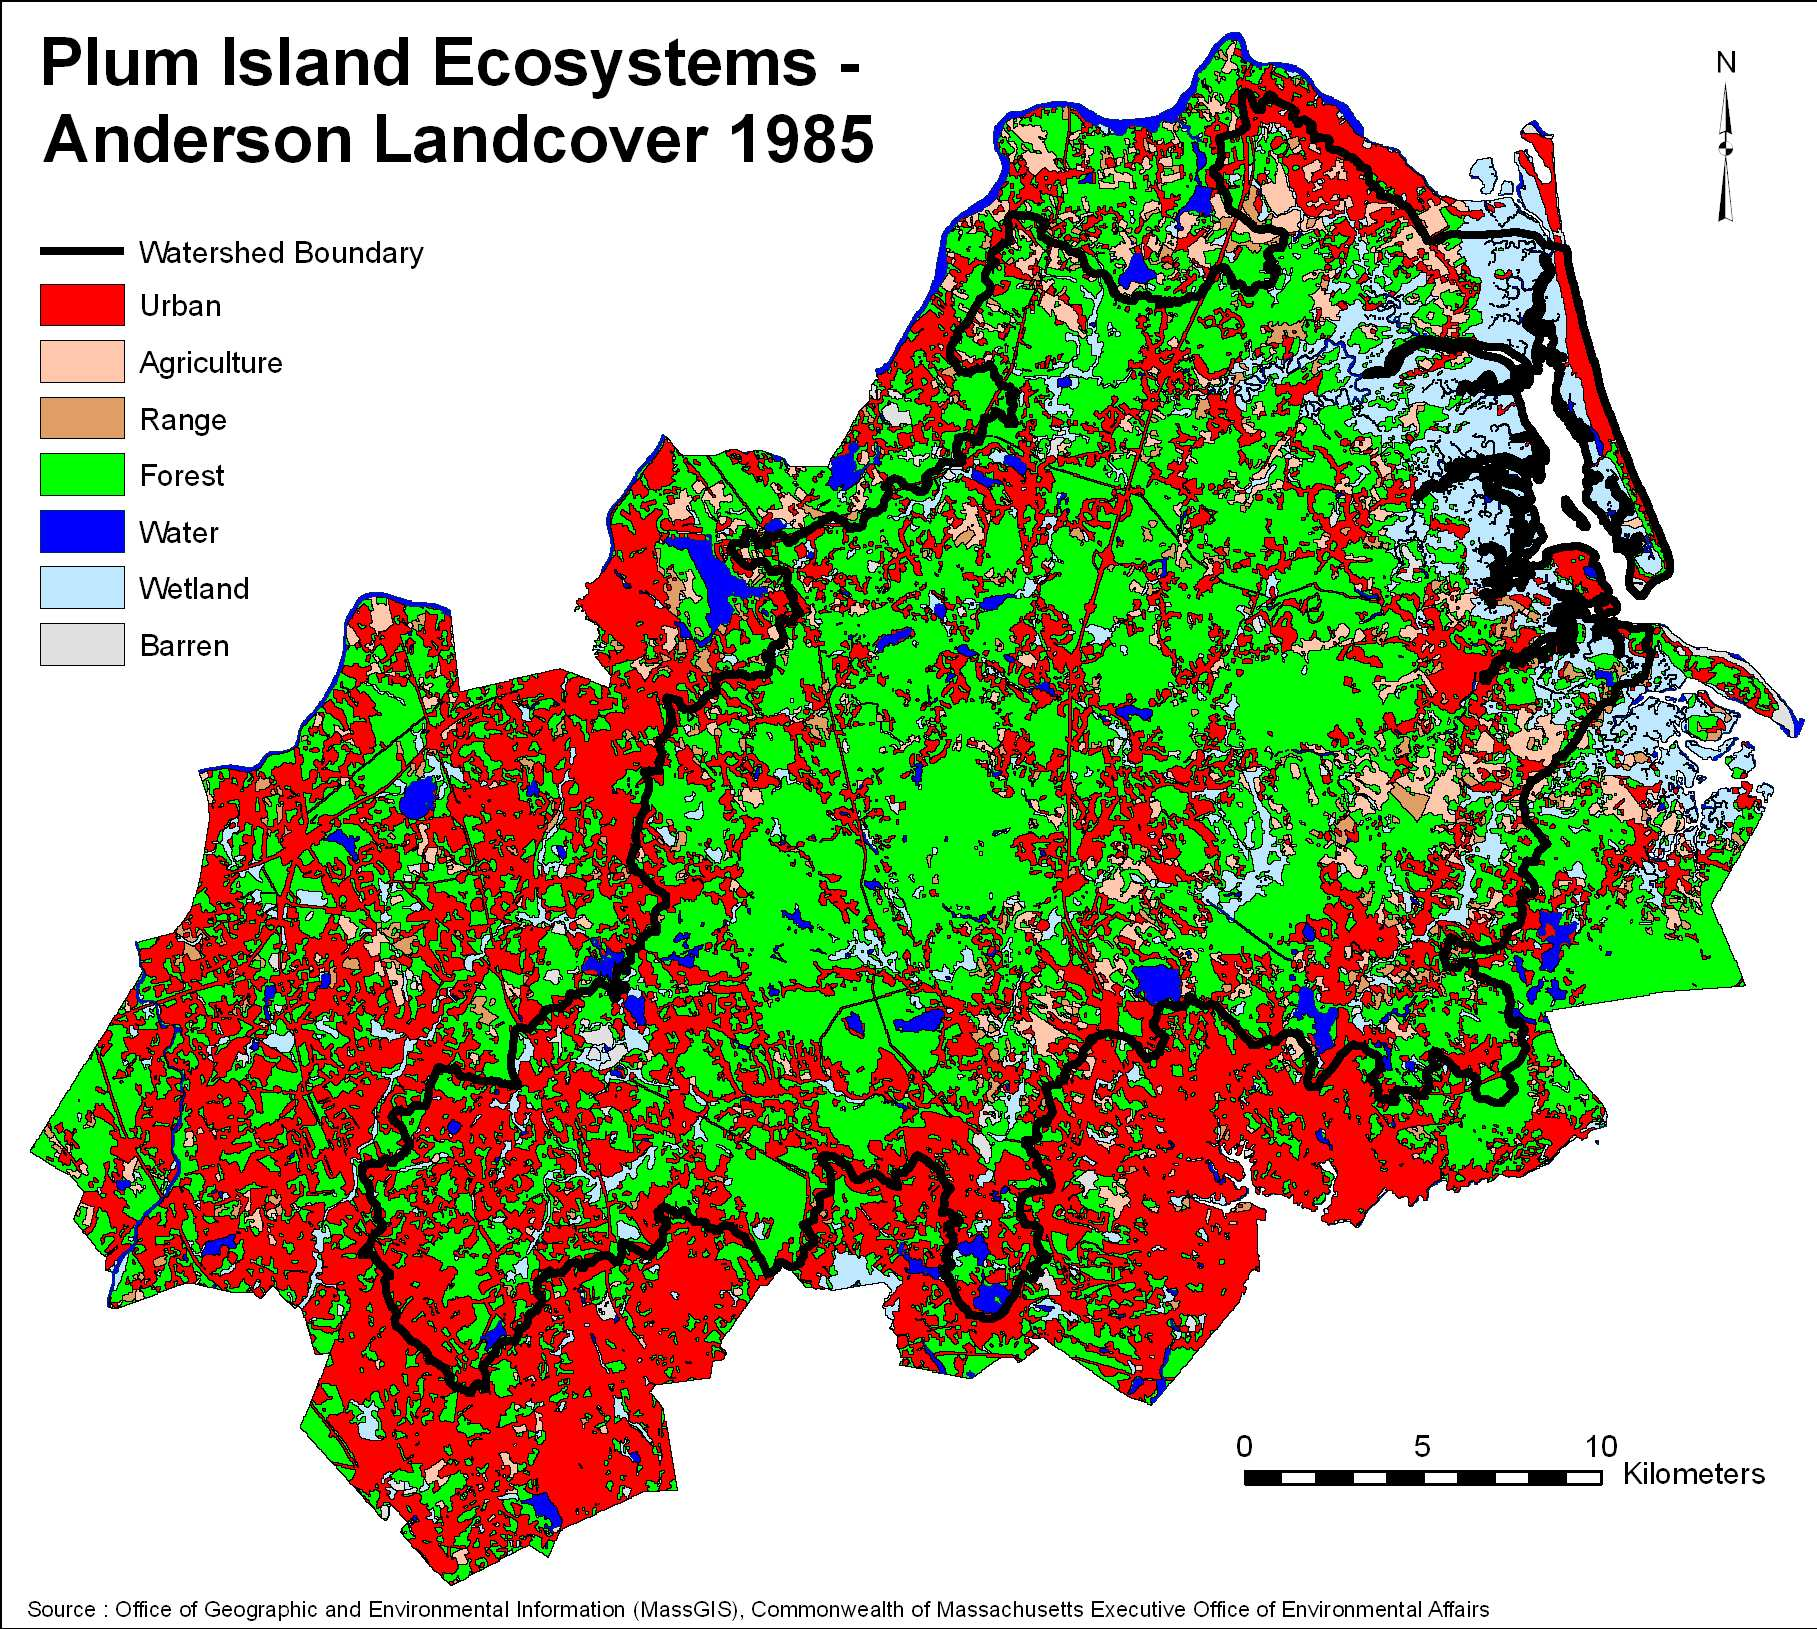 Plum Island Ecosystems -
Anderson Landcover 1985
N
Watershed Boundary
Urban
Agriculture
Range
Forest
Water
Wetland
Barren
0 5 10
Kilometers
Source : Office of Geographic and Environmental Information (MassGIS), Commonwealth of Massachusetts Executive Office of Environmental Affairs